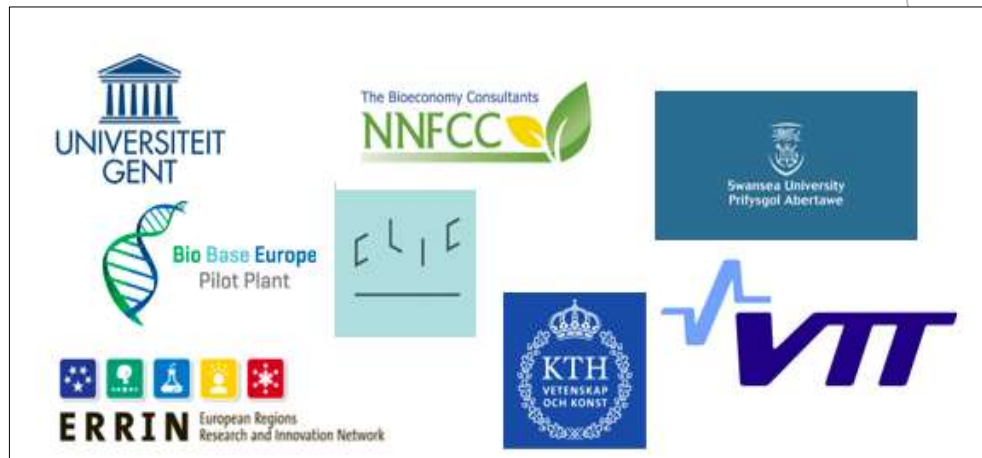 UNIVERSITEIT
GENT
The Bioeconomy Consultants
NNFCC
Swansea University
Prifysgol Abertawe
Bio Base Europe
Pilot Plant
CLIC
KTH
VETENSKAP
OCH KONST
VTT
ERRIN
European Regions
Research and Innovation Network